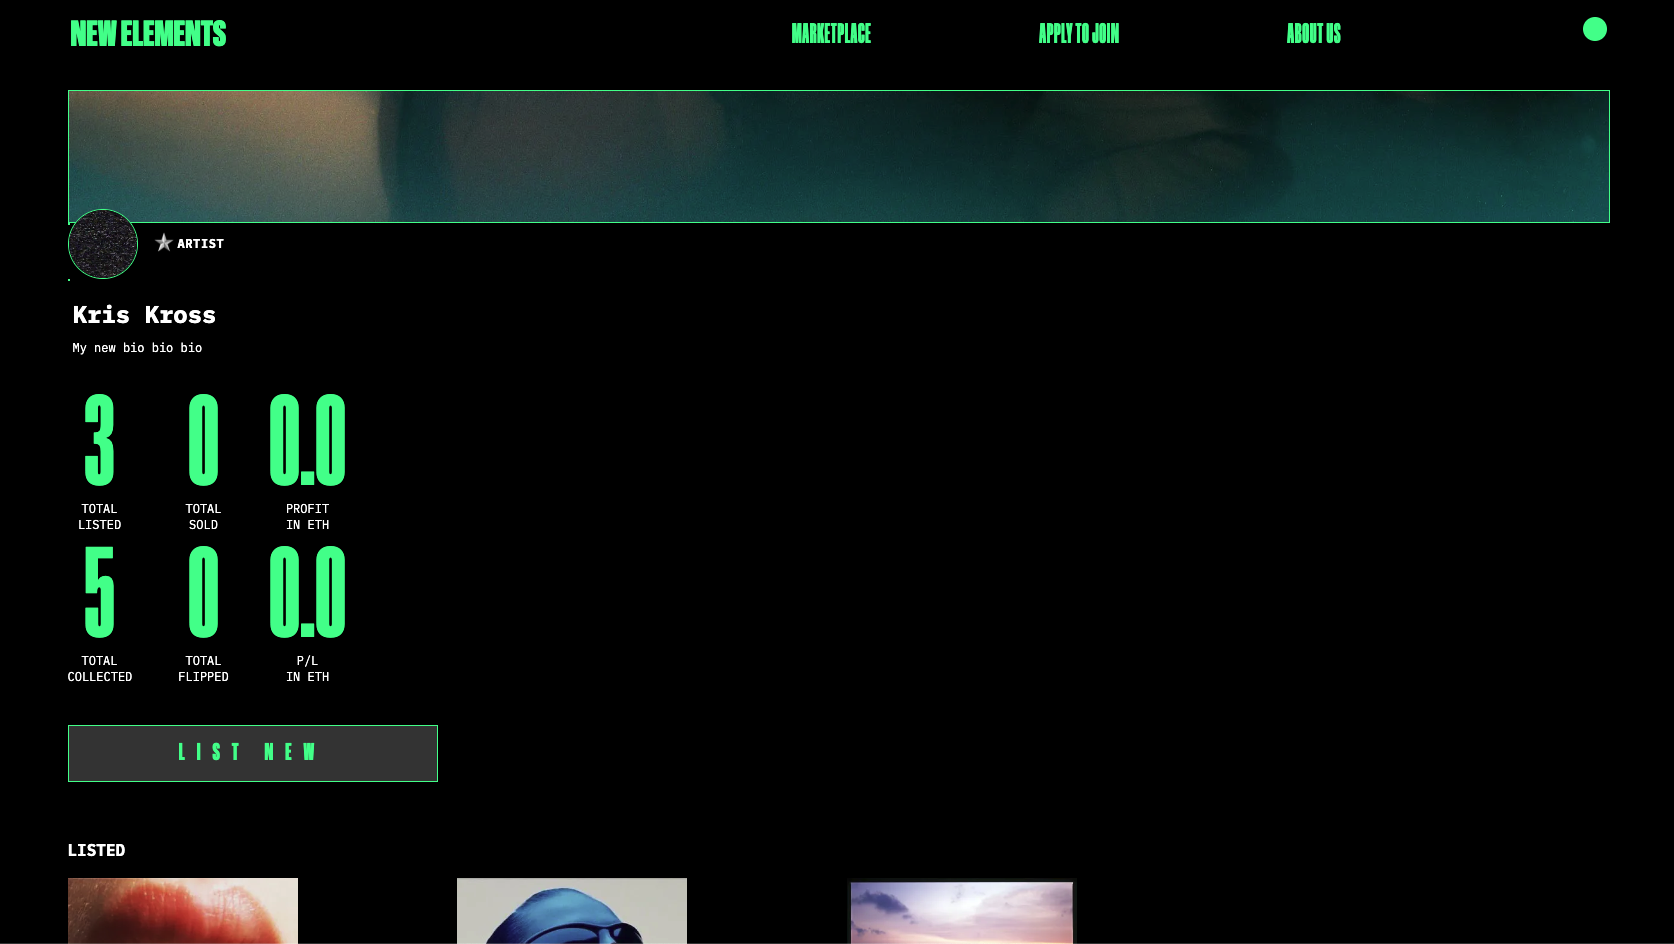 NEW ELEMENTS
MARKETPLACE
APPLY TO JOIN
ABOUT US
ARTIST
Kris Kross
My new bio bio bio
3 0 0.0
TOTAL LISTED
TOTAL SOLD
PROFIT IN ETH
5 0 0.0
TOTAL COLLECTED
TOTAL FLIPPED
P/L IN ETH
LIST NEW
LISTED